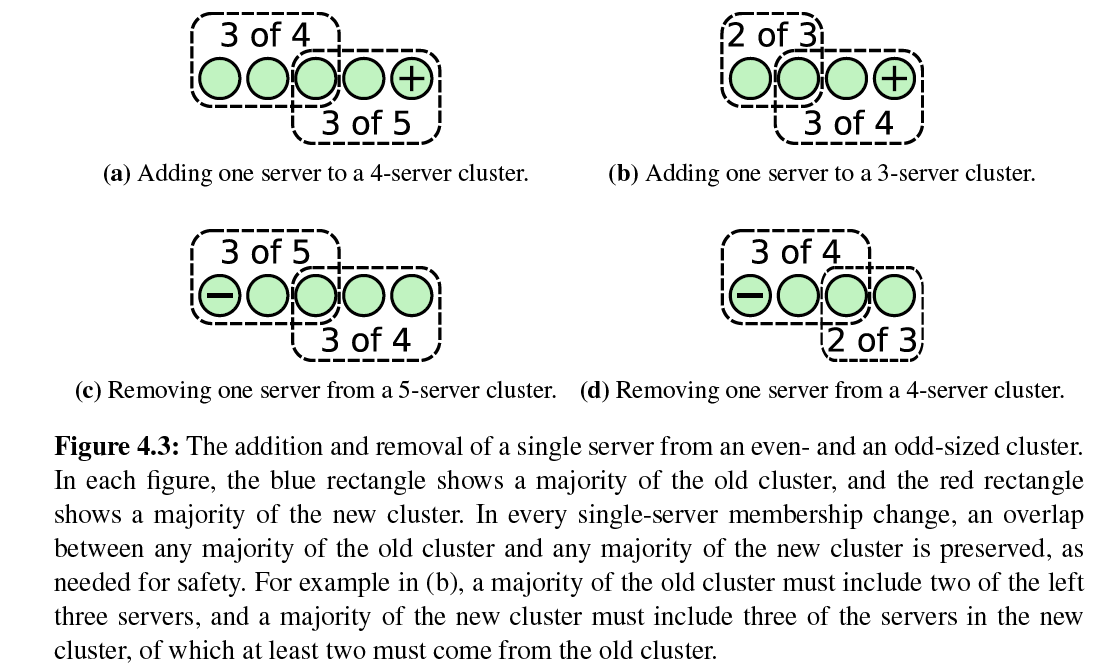 3 of 4
3 of 5
(a) Adding one server to a 4-server cluster.
2 of 3
+
3 of 4
(b) Adding one server to a 3-server cluster.
3 of 5
3 of 4
(c) Removing one server from a 5-server cluster.
3 of 4
2 of 3
(d) Removing one server from a 4-server cluster.
Figure 4.3: The addition and removal of a single server from an even- and an odd-sized cluster.
In each figure, the blue rectangle shows a majority of the old cluster, and the red rectangle
shows a majority of the new cluster. In every single-server membership change, an overlap
between any majority of the old cluster and any majority of the new cluster is preserved, as
needed for safety. For example in (b), a majority of the old cluster must include two of the left
three servers, and a majority of the new cluster must include three of the servers in the new
cluster, of which at least two must come from the old cluster.